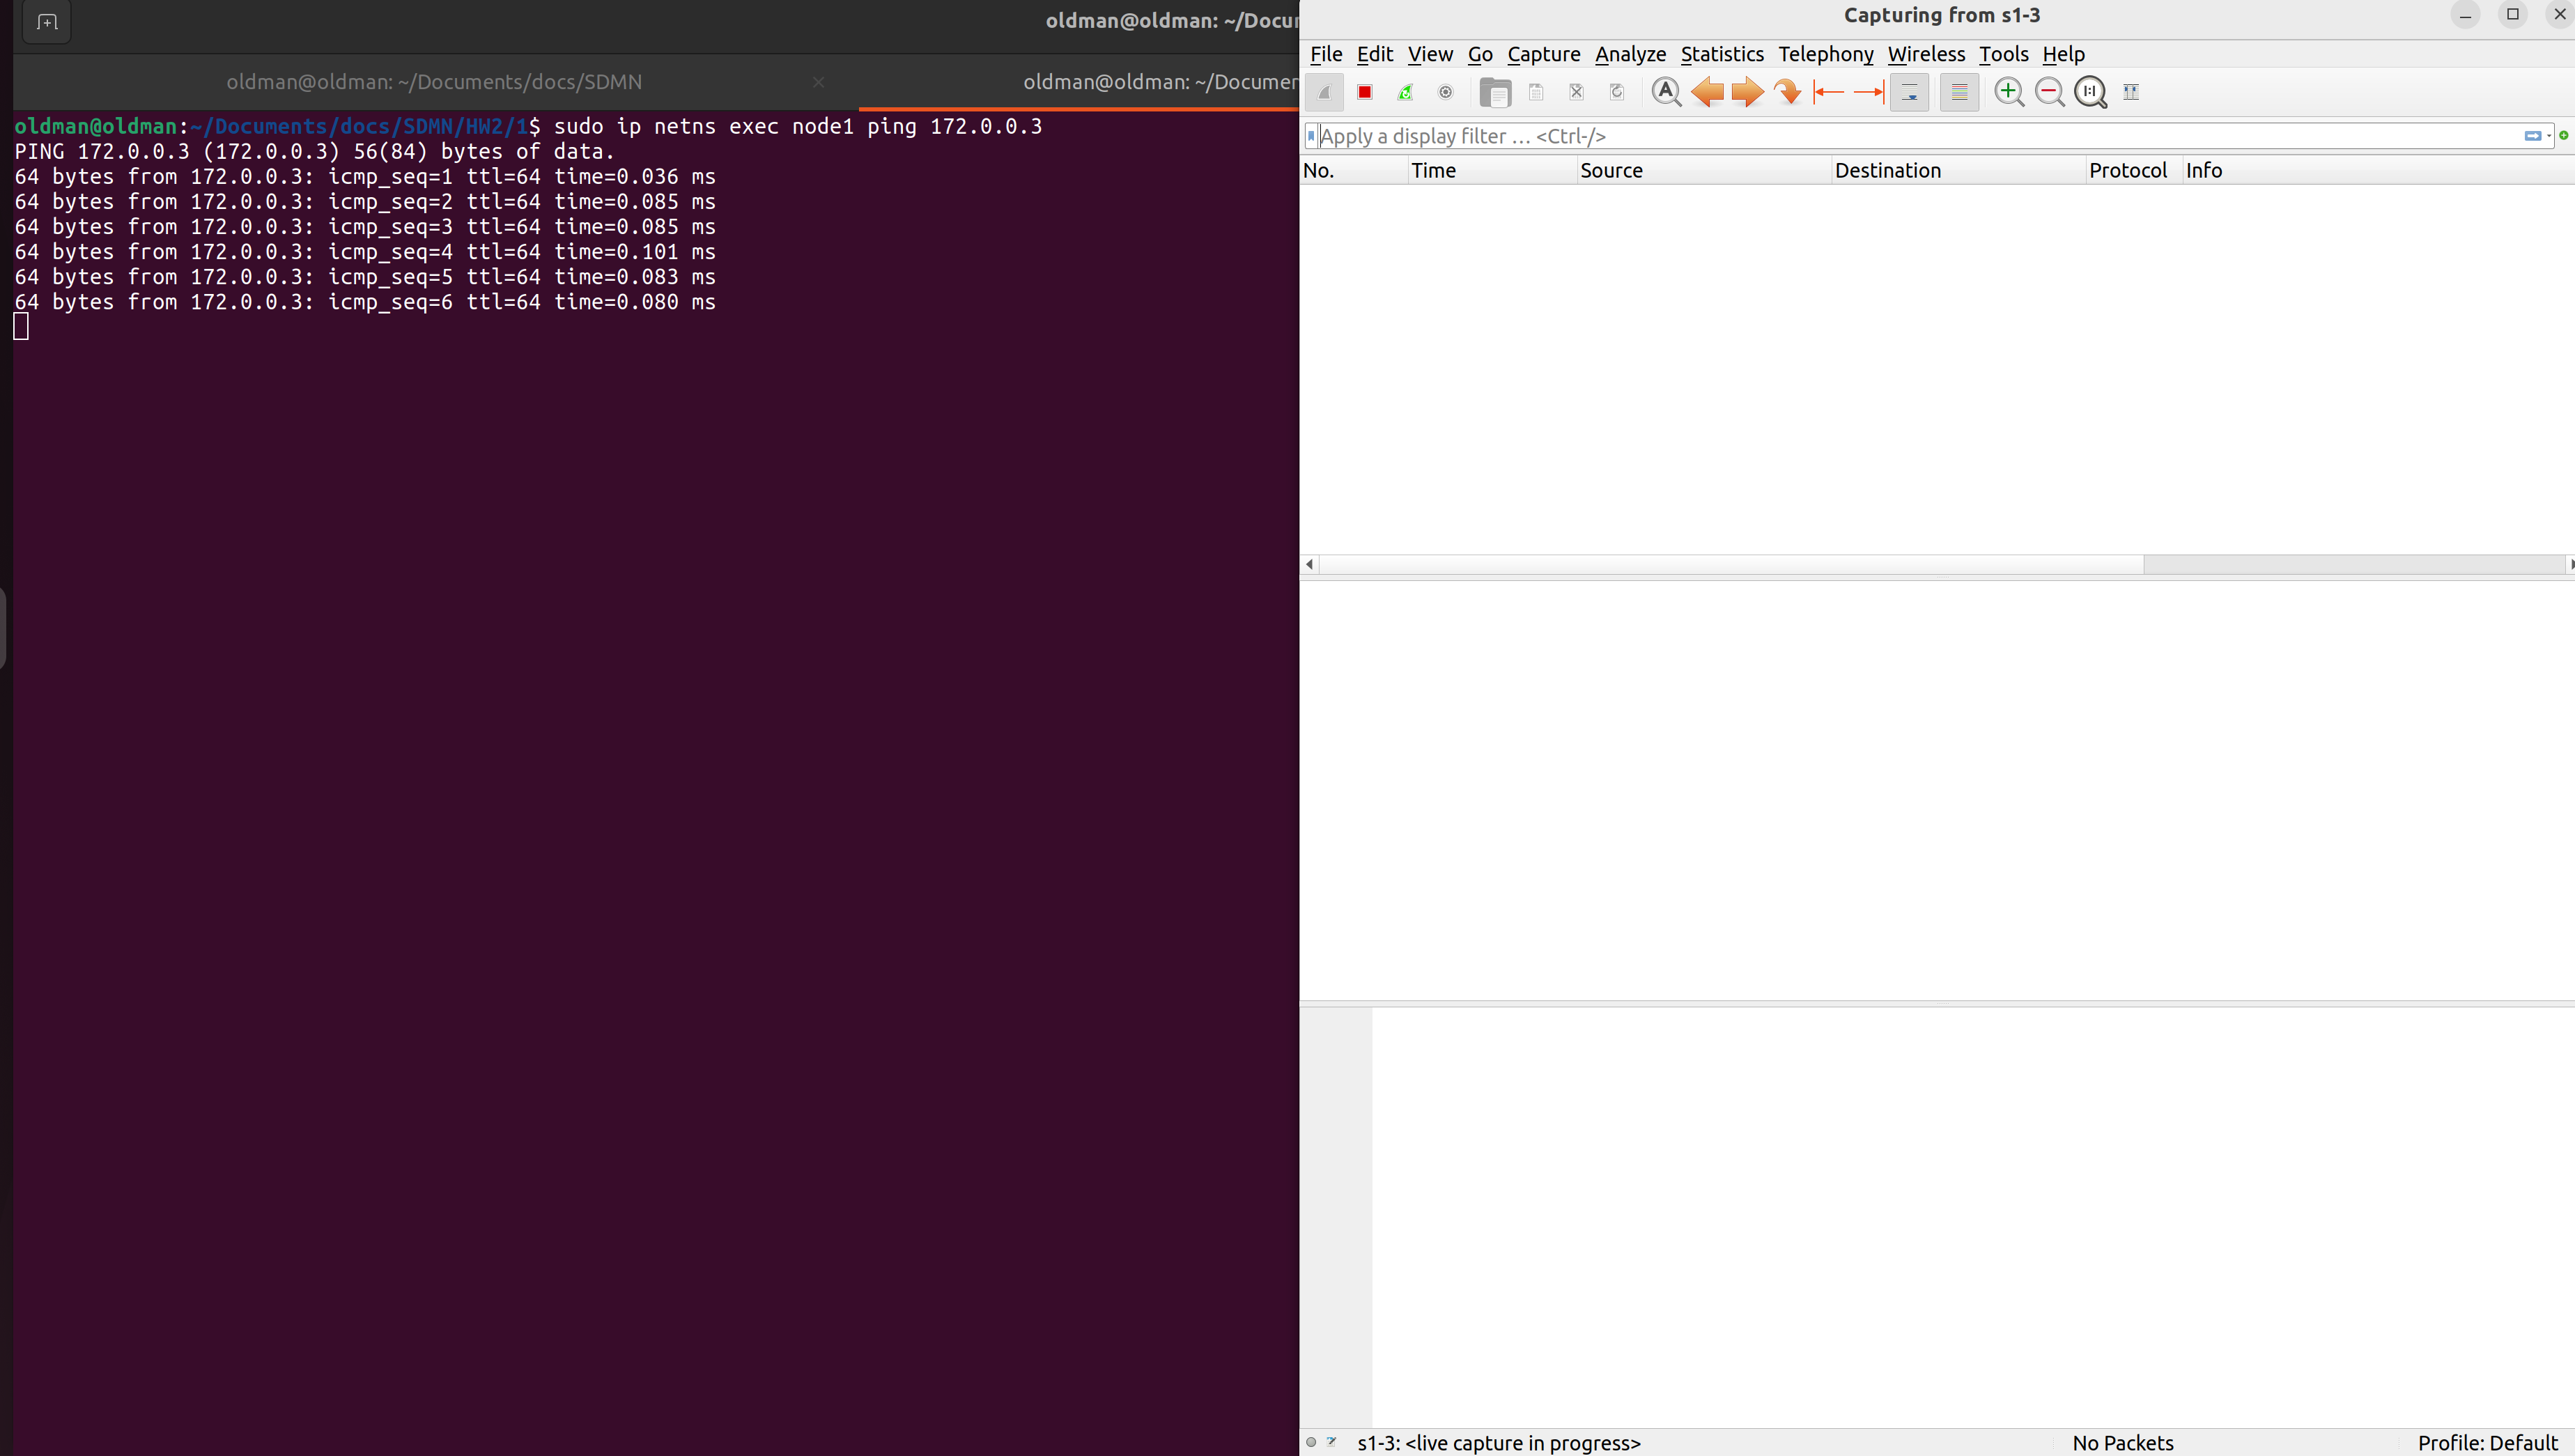 oldman@oldman: ~/Docu
oldman@oldman: ~/Documents/docs/SDMN
oldman@oldman: ~/Documen
oldman@oldman:~/Documents/docs/SDMN/HW2/1$ sudo ip netns exec node1 ping 172.0.0.3
PING 172.0.0.3 (172.0.0.3) 56(84) bytes of data.
64 bytes from 172.0.0.3: icmp_seq=1 ttl=64 time=0.036 ms
64 bytes from 172.0.0.3: icmp_seq=2 ttl=64 time=0.085 ms
64 bytes from 172.0.0.3: icmp_seq=3 ttl=64 time=0.085 ms
64 bytes from 172.0.0.3: icmp_seq=4 ttl=64 time=0.101 ms
64 bytes from 172.0.0.3: icmp_seq=5 ttl=64 time=0.083 ms
64 bytes from 172.0.0.3: icmp_seq=6 ttl=64 time=0.080 ms
Capturing from s1-3
File Edit View Go Capture Analyze Statistics Telephony Wireless Tools Help
Apply a display filter … <Ctrl-/>
No. Time Source Destination Protocol Info
s1-3: <live capture in progress> No Packets Profile: Default